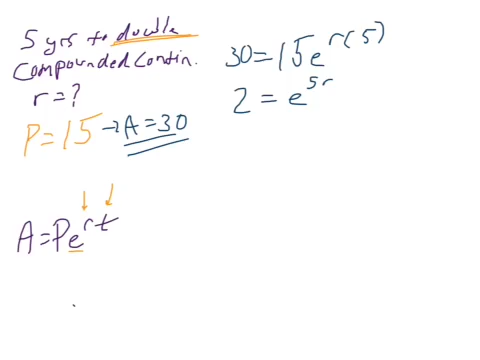 5 yrs to double
Compounded Contin.
r = ?
P = 15 → A = 30
A = Pe^rt
30 = 15e^r(5)
2 = e^5r